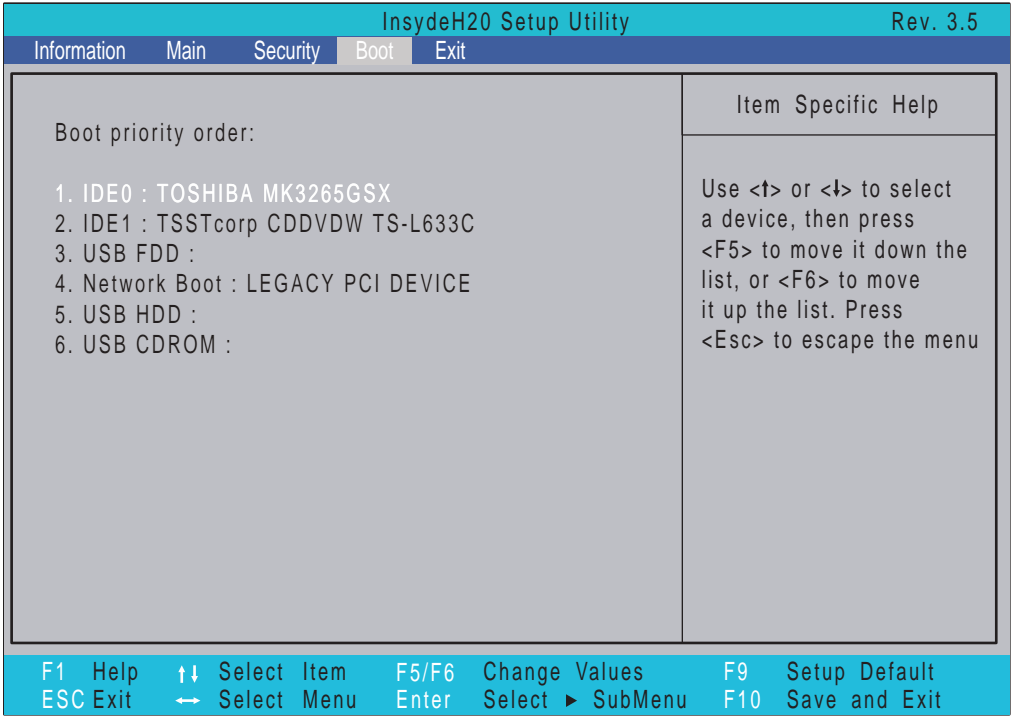 InsydeH20 Setup Utility Rev. 3.5
Information Main Security Boot Exit
Boot priority order:
1. IDE0 : TOSHIBA MK3265GSX
2. IDE1 : TSSTcorp CDDVDW TS-L633C
3. USB FDD :
4. Network Boot : LEGACY PCI DEVICE
5. USB HDD :
6. USB CDROM :
Item Specific Help
Use <↑> or <↓> to select
a device, then press
<F5> to move it down the
list, or <F6> to move
it up the list. Press
<Esc> to escape the menu
F1 Help ↑↓ Select Item F5/F6 Change Values F9 Setup Default
ESC Exit ↔ Select Menu Enter Select ► SubMenu F10 Save and Exit